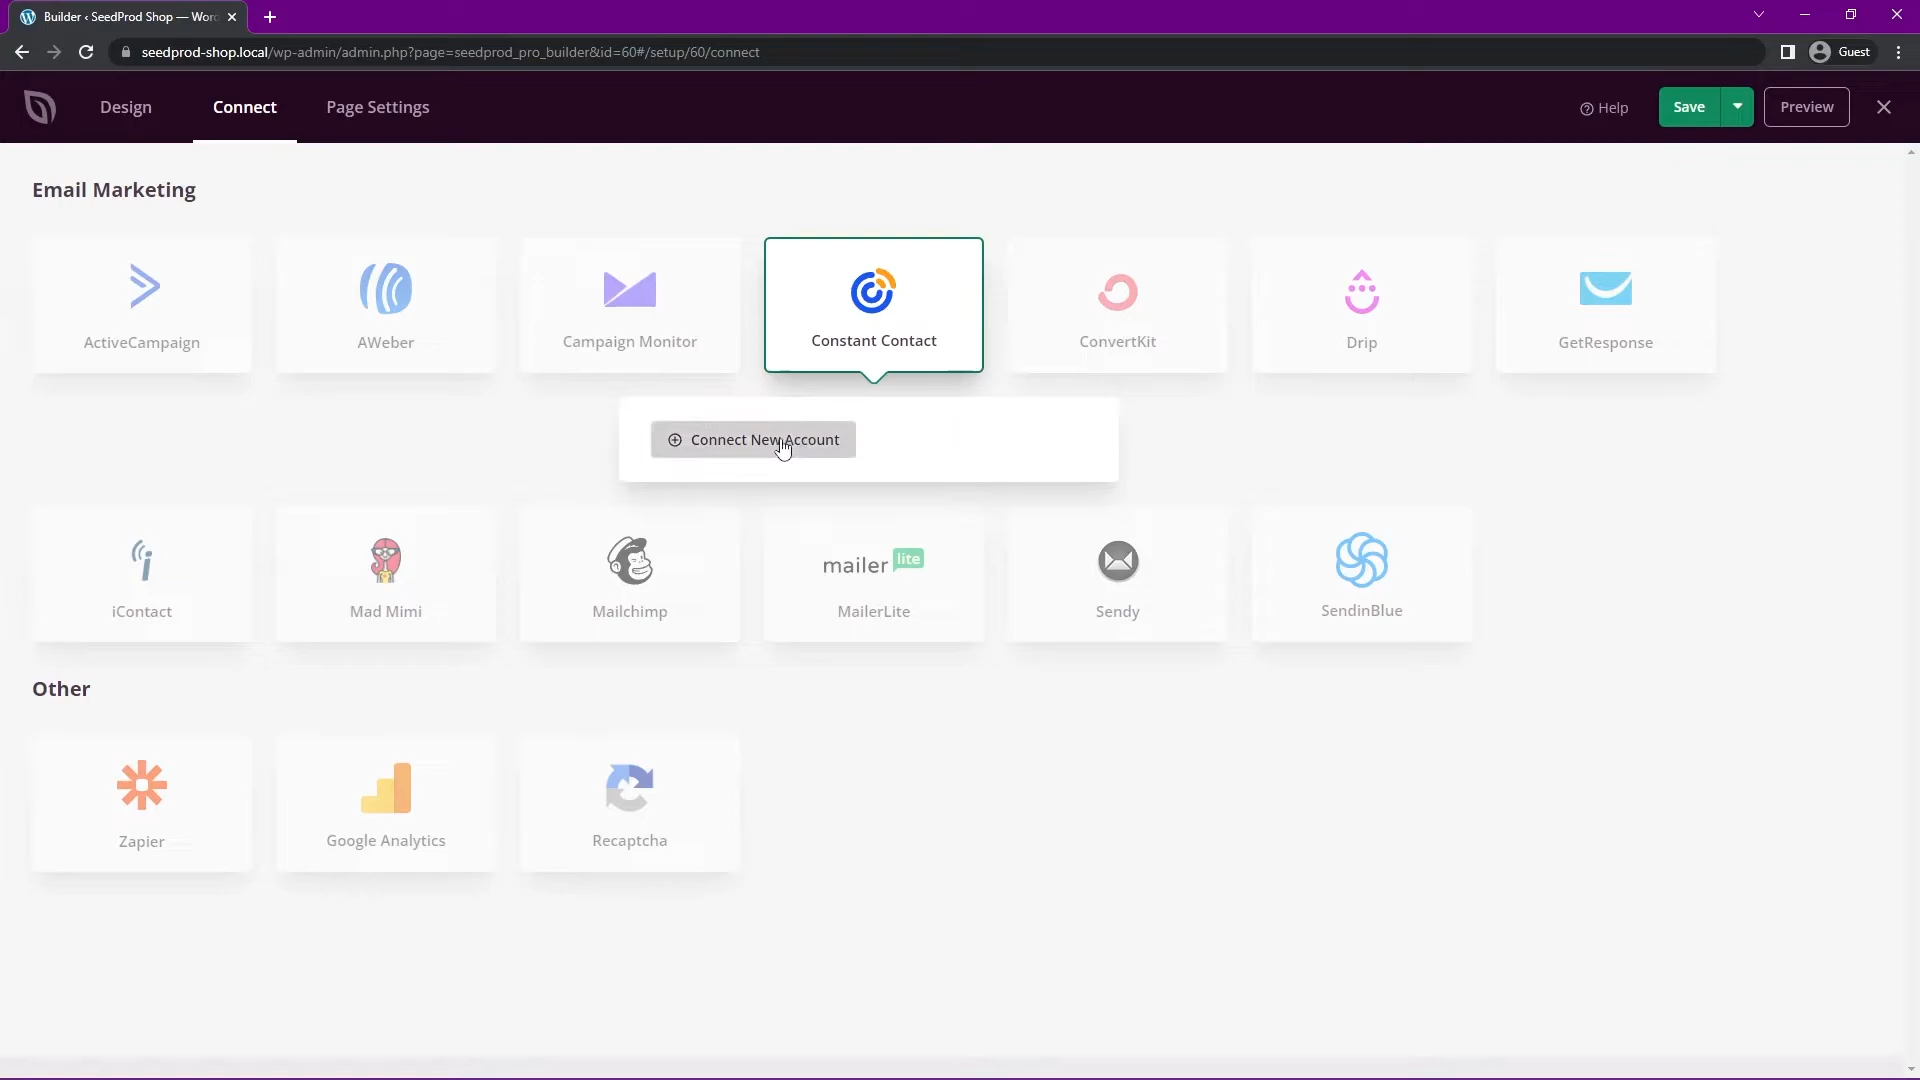 Builder ‹ SeedProd Shop — Wor
seedprod-shop.local/wp-admin/admin.php?page=seedprod_pro_builder&id=60#/setup/60/connect
Guest
Design
Connect
Page Settings
Help
Save
Preview
Email Marketing
ActiveCampaign
AWeber
Campaign Monitor
Constant Contact
ConvertKit
Drip
GetResponse
Connect New Account
mailer lite
iContact
Mad Mimi
Mailchimp
MailerLite
Sendy
SendinBlue
Other
Zapier
Google Analytics
Recaptcha